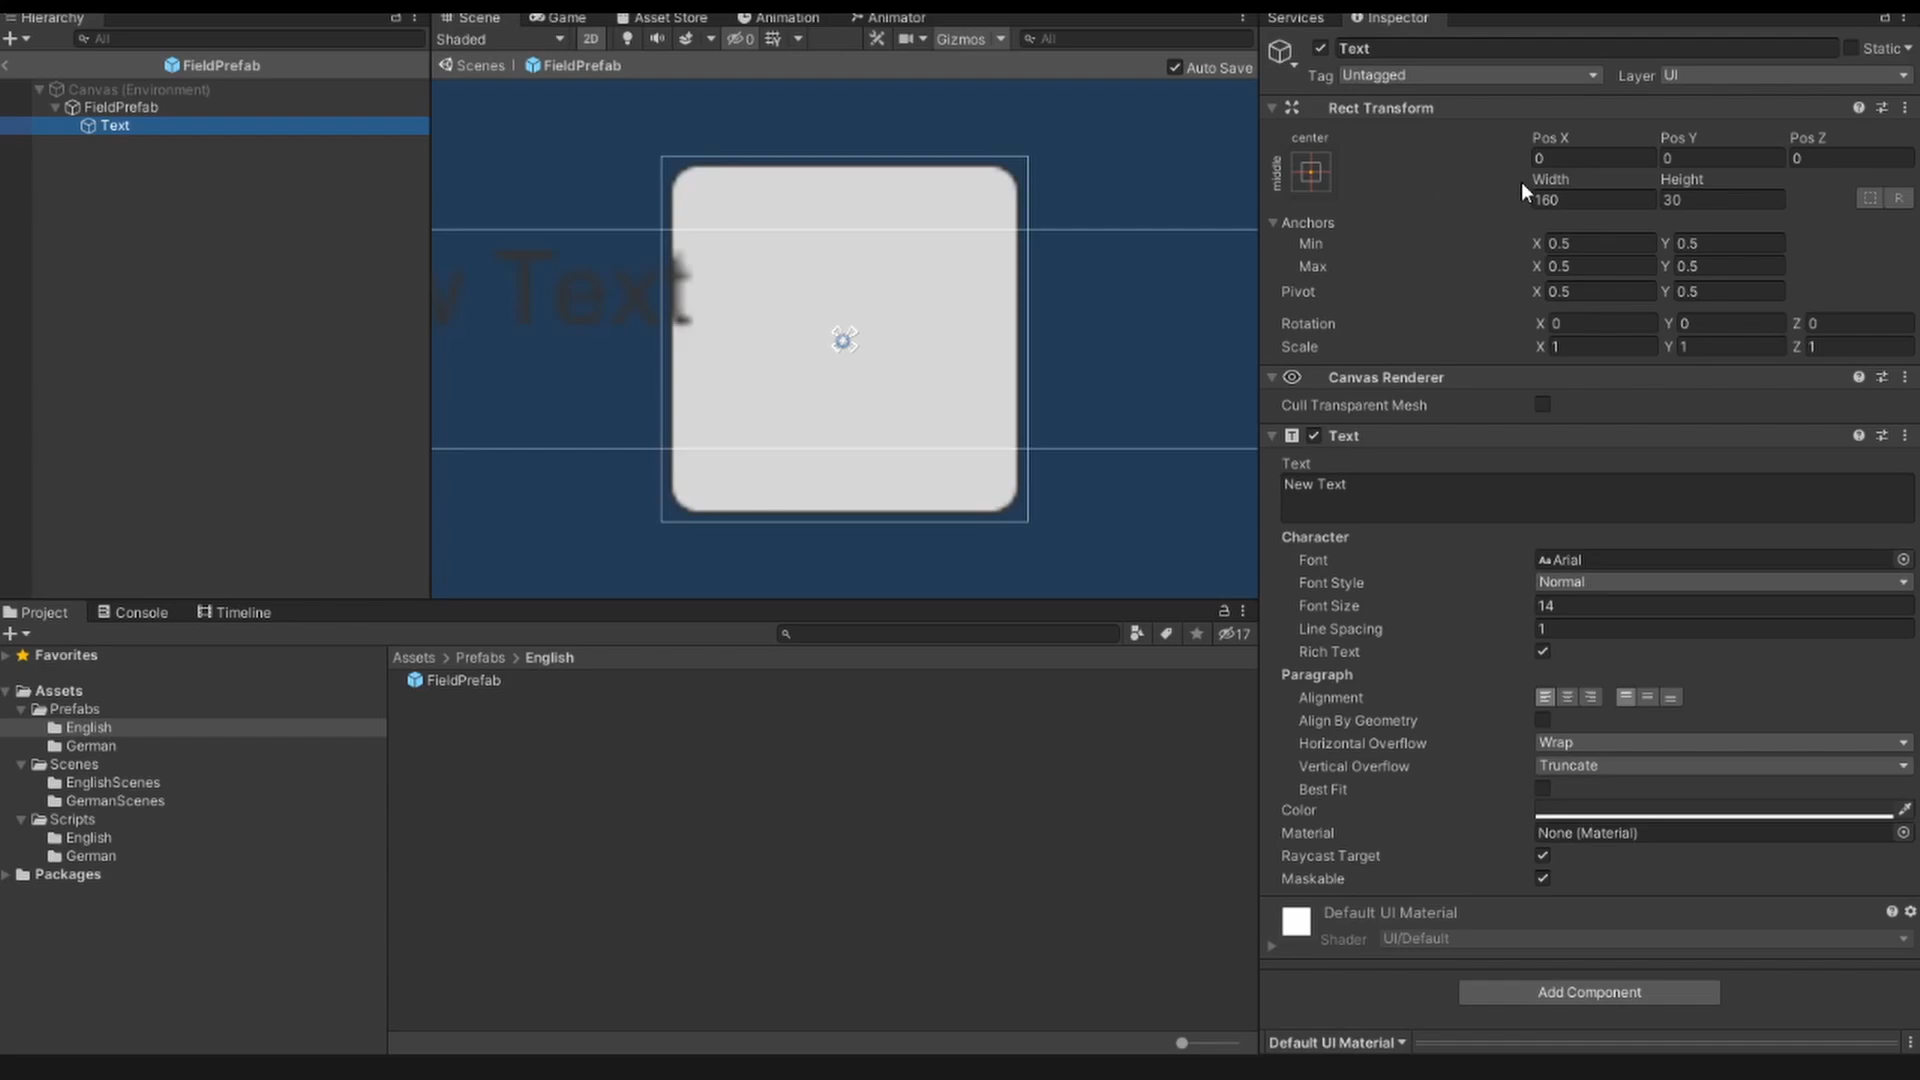 Hierarchy
All
FieldPrefab
Canvas (Environment)
FieldPrefab
Text
Scene Game Asset Store Animation Animator
Shaded 2D 0 Gizmos All
Scenes FieldPrefab Auto Save
w Text
Project Console Timeline
17
Favorites
Assets
Prefabs
English
German
Scenes
EnglishScenes
GermanScenes
Scripts
English
German
Packages
Assets > Prefabs > English
FieldPrefab
Services Inspector
Text Static
Tag Untagged Layer UI
Rect Transform
center
middle
Pos X Pos Y Pos Z
0 0 0
Width Height
160 30 R
Anchors
Min X 0.5 Y 0.5
Max X 0.5 Y 0.5
Pivot X 0.5 Y 0.5
Rotation X 0 Y 0 Z 0
Scale X 1 Y 1 Z 1
Canvas Renderer
Cull Transparent Mesh
T Text
Text
New Text
Character
Font Aa Arial
Font Style Normal
Font Size 14
Line Spacing 1
Rich Text
Paragraph
Alignment
Align By Geometry
Horizontal Overflow Wrap
Vertical Overflow Truncate
Best Fit
Color
Material None (Material)
Raycast Target
Maskable
Default UI Material
Shader UI/Default
Add Component
Default UI Material